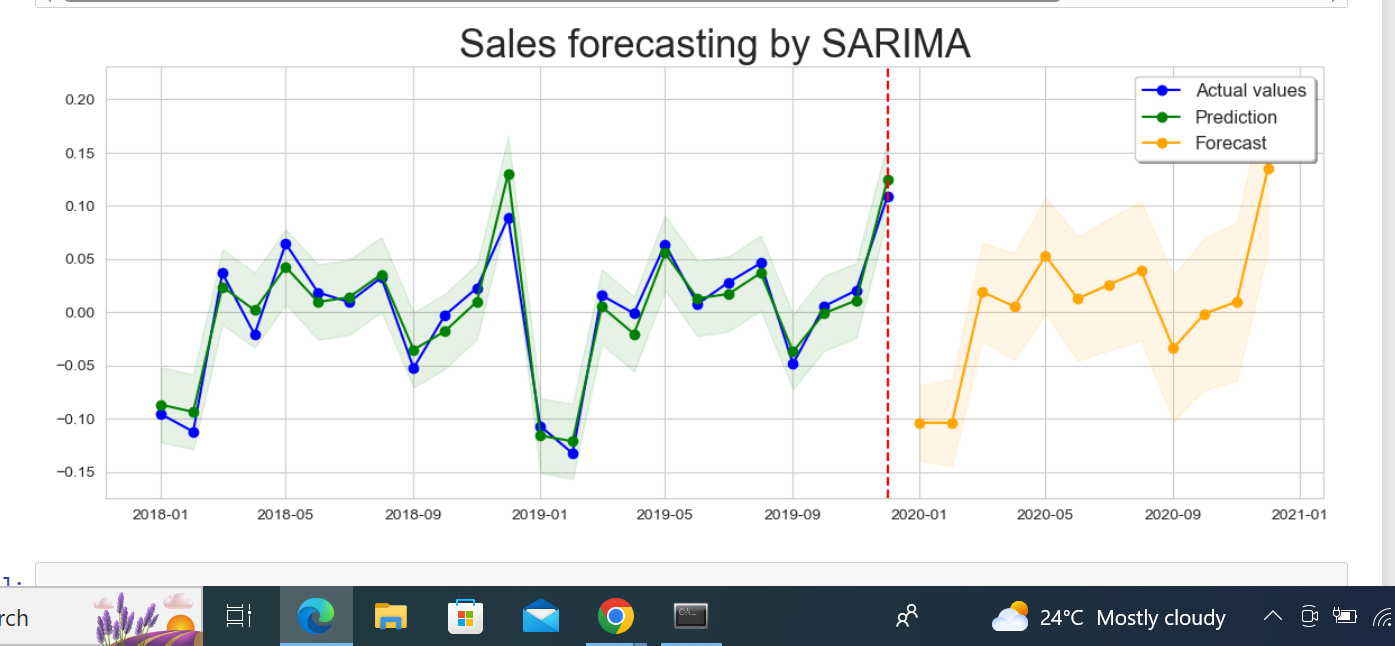 Sales forecasting by SARIMA
Actual values
Prediction
Forecast
0.20
0.15
0.10
0.05
0.00
−0.05
−0.10
−0.15
2018-01 2018-05 2018-09 2019-01 2019-05 2019-09 2020-01 2020-05 2020-09 2021-01
]:
rch 24°C Mostly cloudy